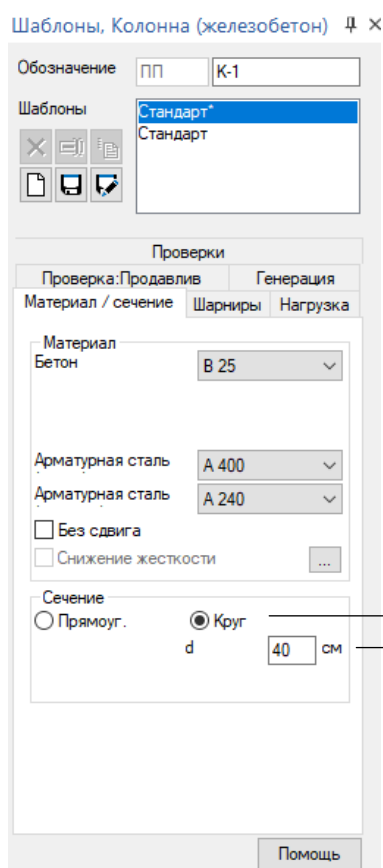 Шаблоны, Колонна (железобетон)
Обозначение ПП К-1
Шаблоны
Стандарт*
Стандарт
Проверки
Проверка:Продавлив Генерация
Материал / сечение Шарниры Нагрузка
Материал
Бетон B 25
Арматурная сталь A 400
Арматурная сталь A 240
Без сдвига
Снижение жесткости ...
Сечение
Прямоуг. Круг
d 40 см
Помощь